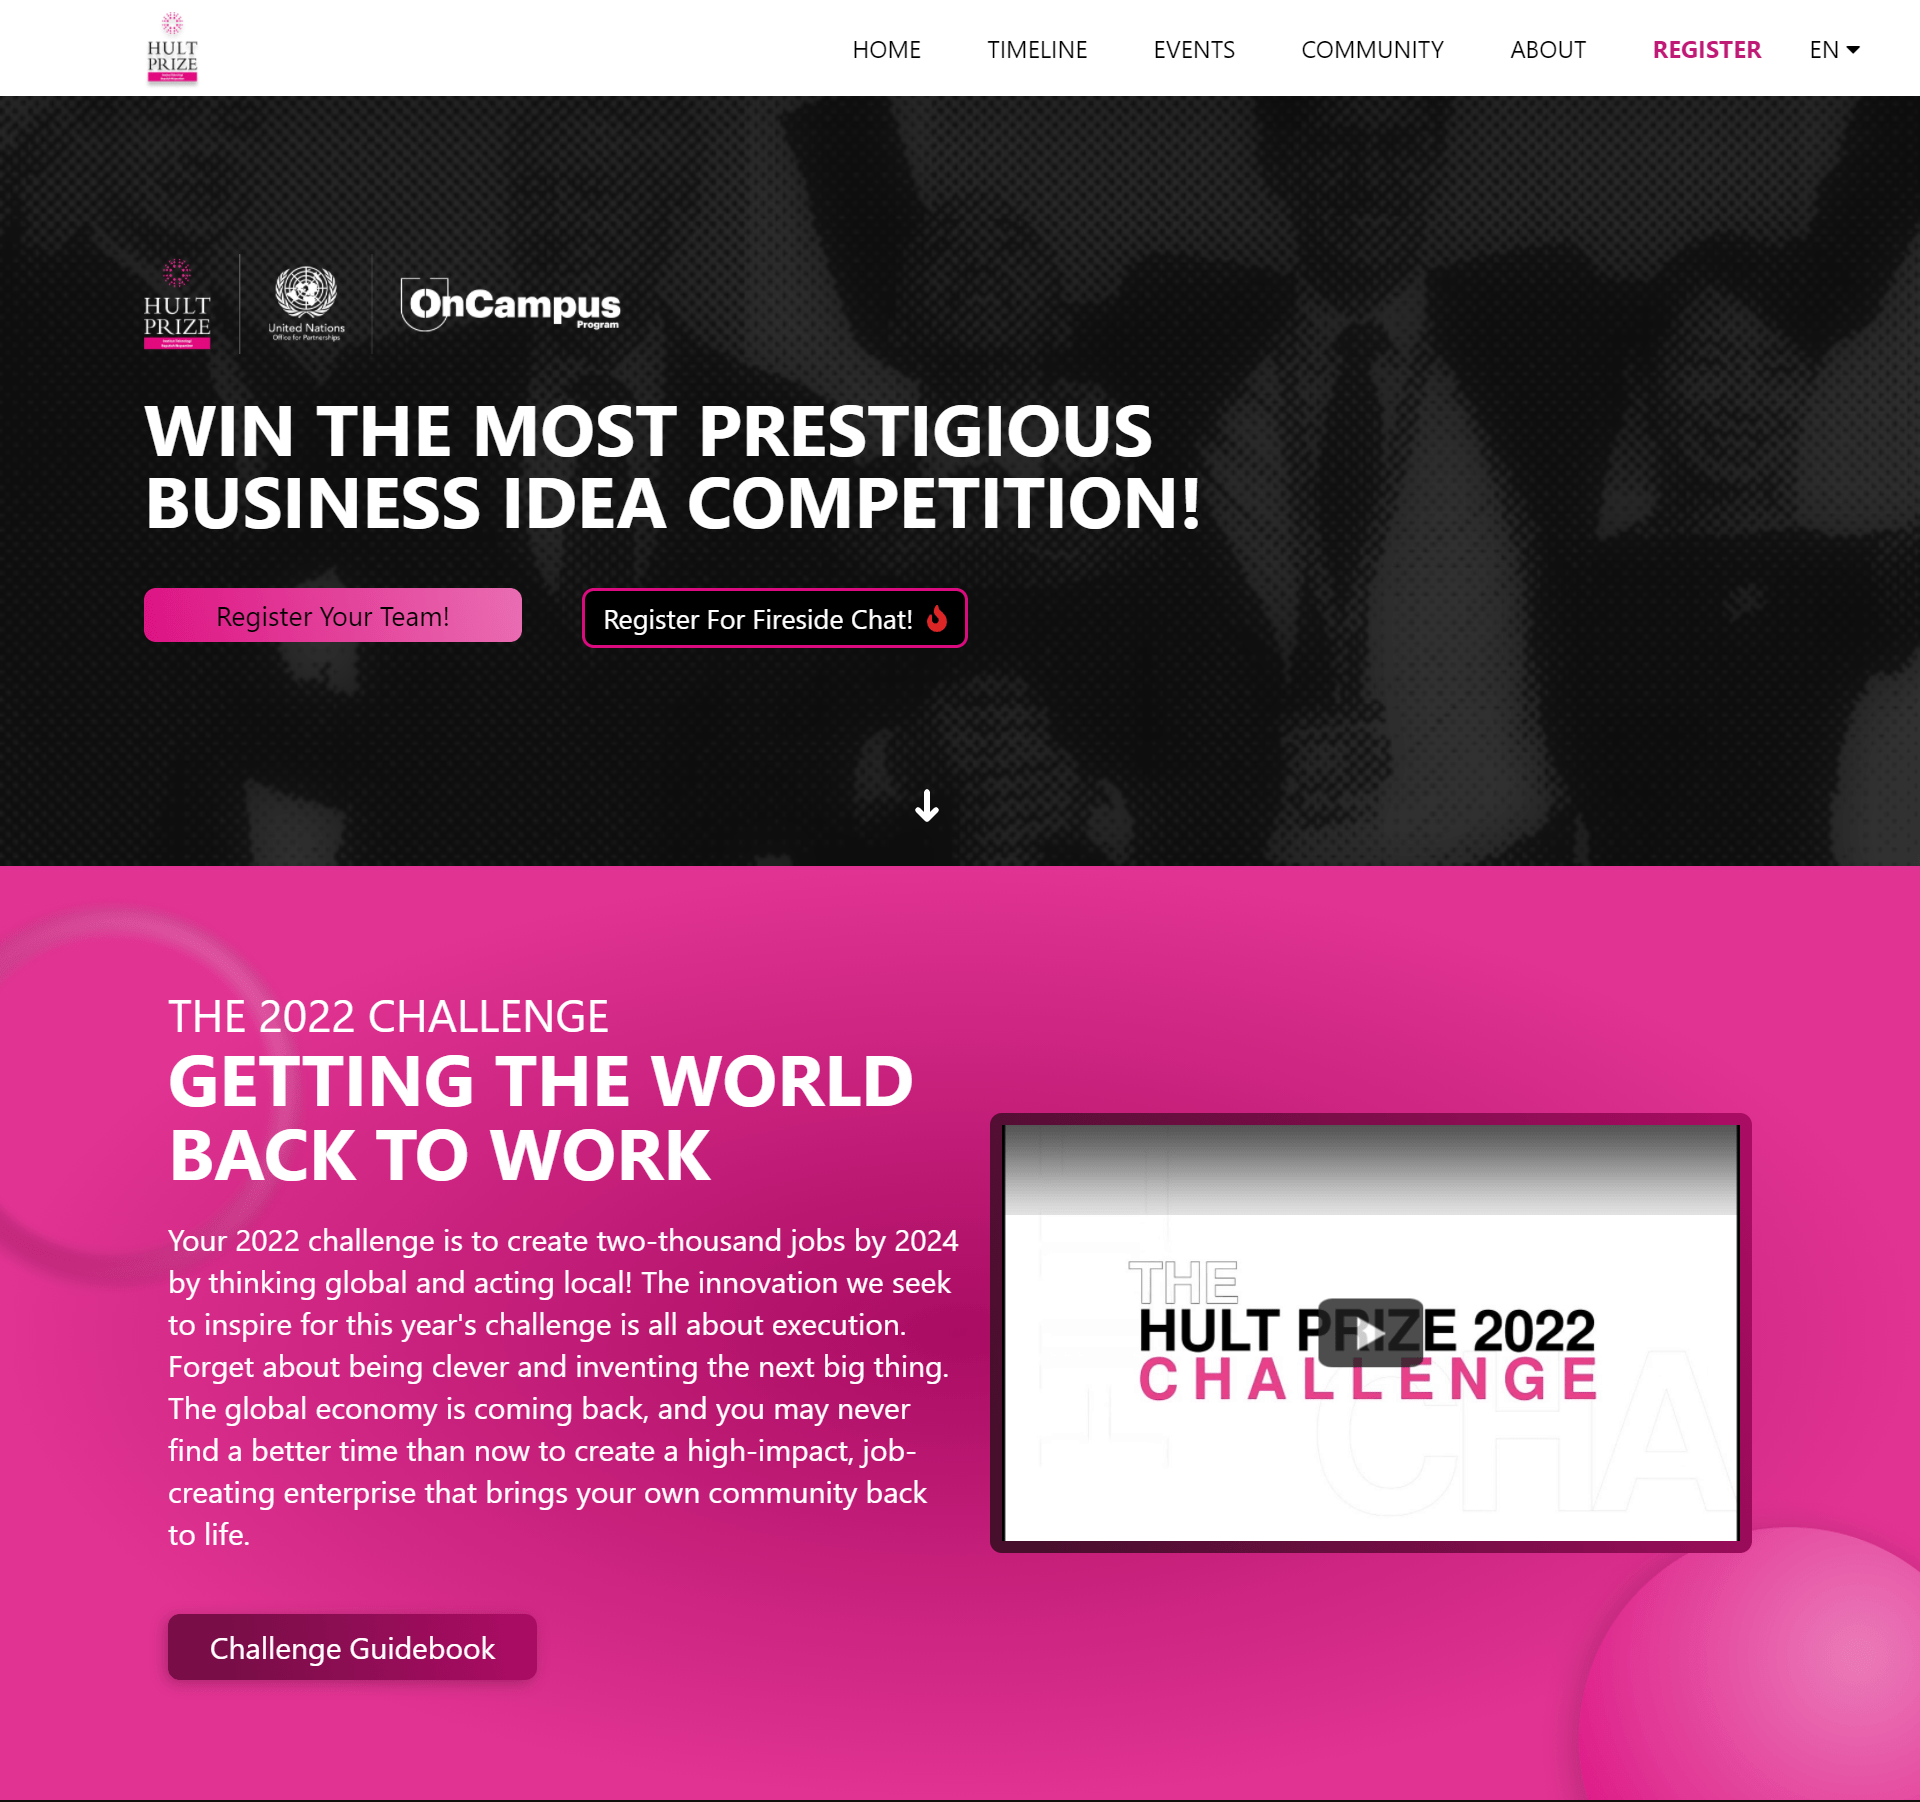 HULT
PRIZE
HOME TIMELINE EVENTS COMMUNITY ABOUT REGISTER EN
HULT
PRIZE
United Nations
Office for Partnerships
OnCampus
Program
WIN THE MOST PRESTIGIOUS
BUSINESS IDEA COMPETITION!
Register Your Team!
Register For Fireside Chat!
THE 2022 CHALLENGE
GETTING THE WORLD
BACK TO WORK
Your 2022 challenge is to create two-thousand jobs by 2024
by thinking global and acting local! The innovation we seek
to inspire for this year's challenge is all about execution.
Forget about being clever and inventing the next big thing.
The global economy is coming back, and you may never
find a better time than now to create a high-impact, job-
creating enterprise that brings your own community back
to life.
THE
HULT PRIZE 2022
CHALLENGE
CHA
Challenge Guidebook